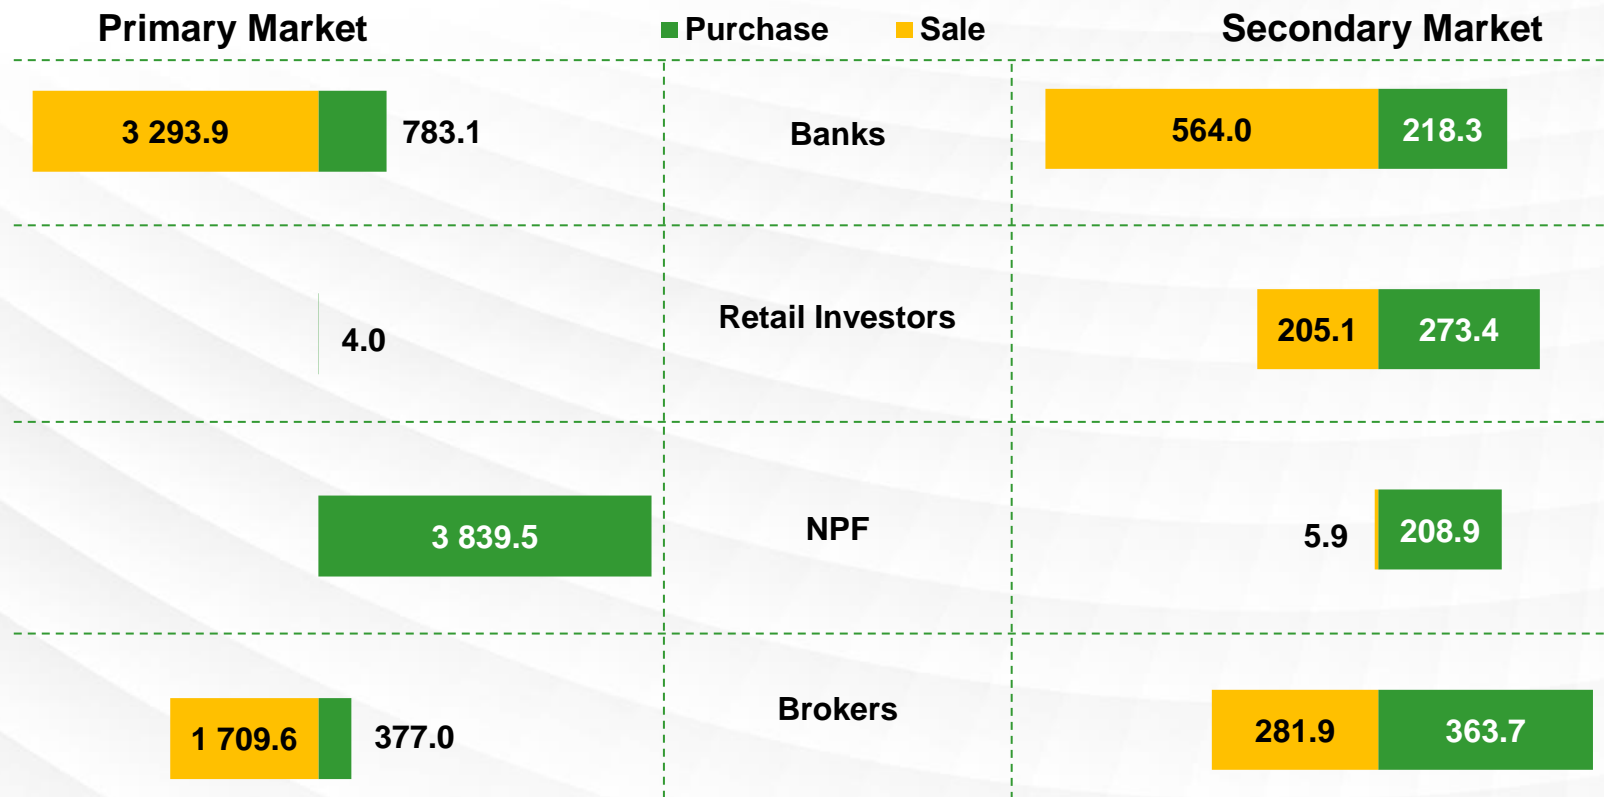 Primary Market
Purchase
Sale
Secondary Market
3 293.9
783.1
Banks
564.0
218.3
4.0
Retail Investors
205.1
273.4
3 839.5
NPF
5.9
208.9
1 709.6
377.0
Brokers
281.9
363.7